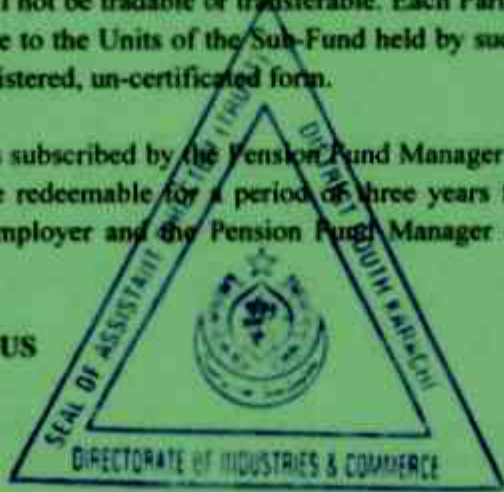 not be tradable or transferable. Each Par
e to the Units of the Sub-Fund held by suc
istered, un-certificated form.
s subscribed by the Pension Fund Manager
e redeemable for a period of three years
mployer and the Pension Fund Manager
US
SEAL OF ASSISTANT DIRECTOR (TRUST)
DISTRICT SOUTH KARACHI
DIRECTORATE OF INDUSTRIES & COMMERCE